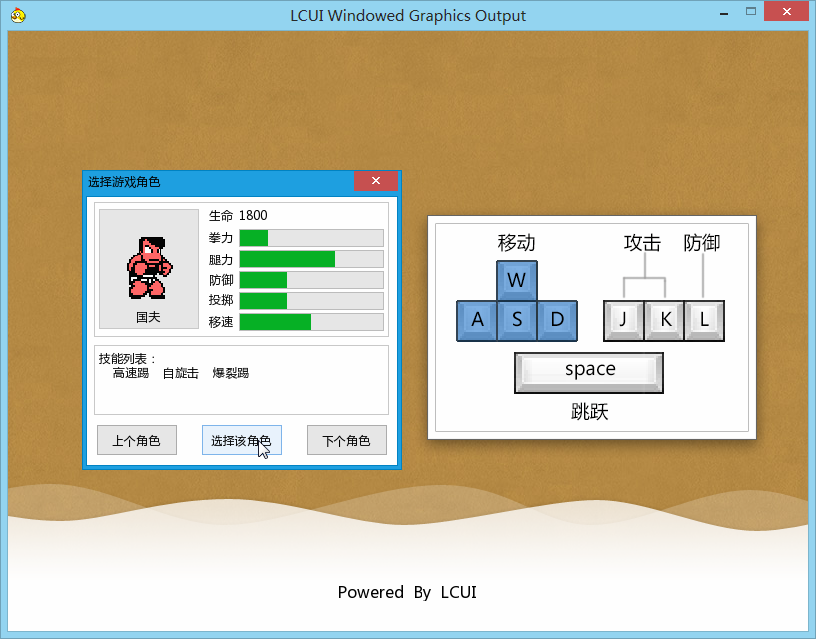 LCUI Windowed Graphics Output
选择游戏角色
生命 1800
拳力
腿力
防御
投掷
移速
国夫
技能列表：
高速踢 自旋击 爆裂踢
上个角色 选择该角色 下个角色
移动 攻击 防御
W
A S D J K L
space
跳跃
Powered By LCUI